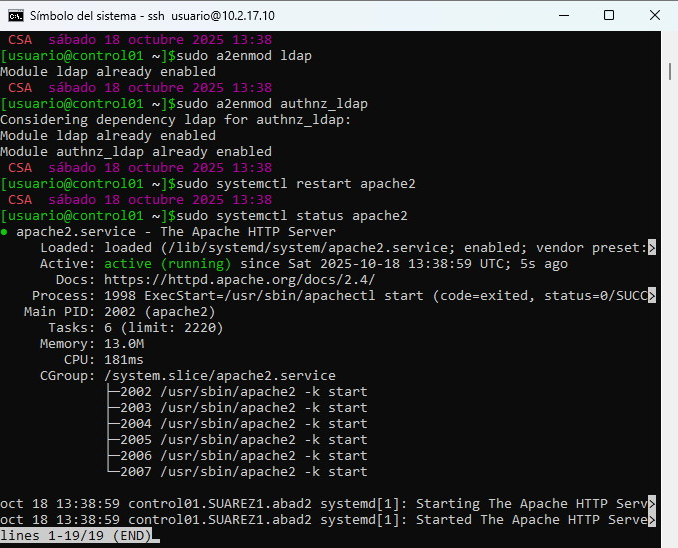 Símbolo del sistema - ssh usuario@10.2.17.10
CSA sábado 18 octubre 2025 13:38
[usuario@control01 ~]$sudo a2enmod ldap
Module ldap already enabled
CSA sábado 18 octubre 2025 13:38
[usuario@control01 ~]$sudo a2enmod authnz_ldap
Considering dependency ldap for authnz_ldap:
Module ldap already enabled
Module authnz_ldap already enabled
CSA sábado 18 octubre 2025 13:38
[usuario@control01 ~]$sudo systemctl restart apache2
CSA sábado 18 octubre 2025 13:38
[usuario@control01 ~]$sudo systemctl status apache2
● apache2.service - The Apache HTTP Server
Loaded: loaded (/lib/systemd/system/apache2.service; enabled; vendor preset:>
Active: active (running) since Sat 2025-10-18 13:38:59 UTC; 5s ago
Docs: https://httpd.apache.org/docs/2.4/
Process: 1998 ExecStart=/usr/sbin/apachectl start (code=exited, status=0/SUCC>
Main PID: 2002 (apache2)
Tasks: 6 (limit: 2220)
Memory: 13.0M
CPU: 181ms
CGroup: /system.slice/apache2.service
├─2002 /usr/sbin/apache2 -k start
├─2003 /usr/sbin/apache2 -k start
├─2004 /usr/sbin/apache2 -k start
├─2005 /usr/sbin/apache2 -k start
├─2006 /usr/sbin/apache2 -k start
└─2007 /usr/sbin/apache2 -k start
oct 18 13:38:59 control01.SUAREZ1.abad2 systemd[1]: Starting The Apache HTTP Serv>
oct 18 13:38:59 control01.SUAREZ1.abad2 systemd[1]: Started The Apache HTTP Serve>
lines 1-19/19 (END)